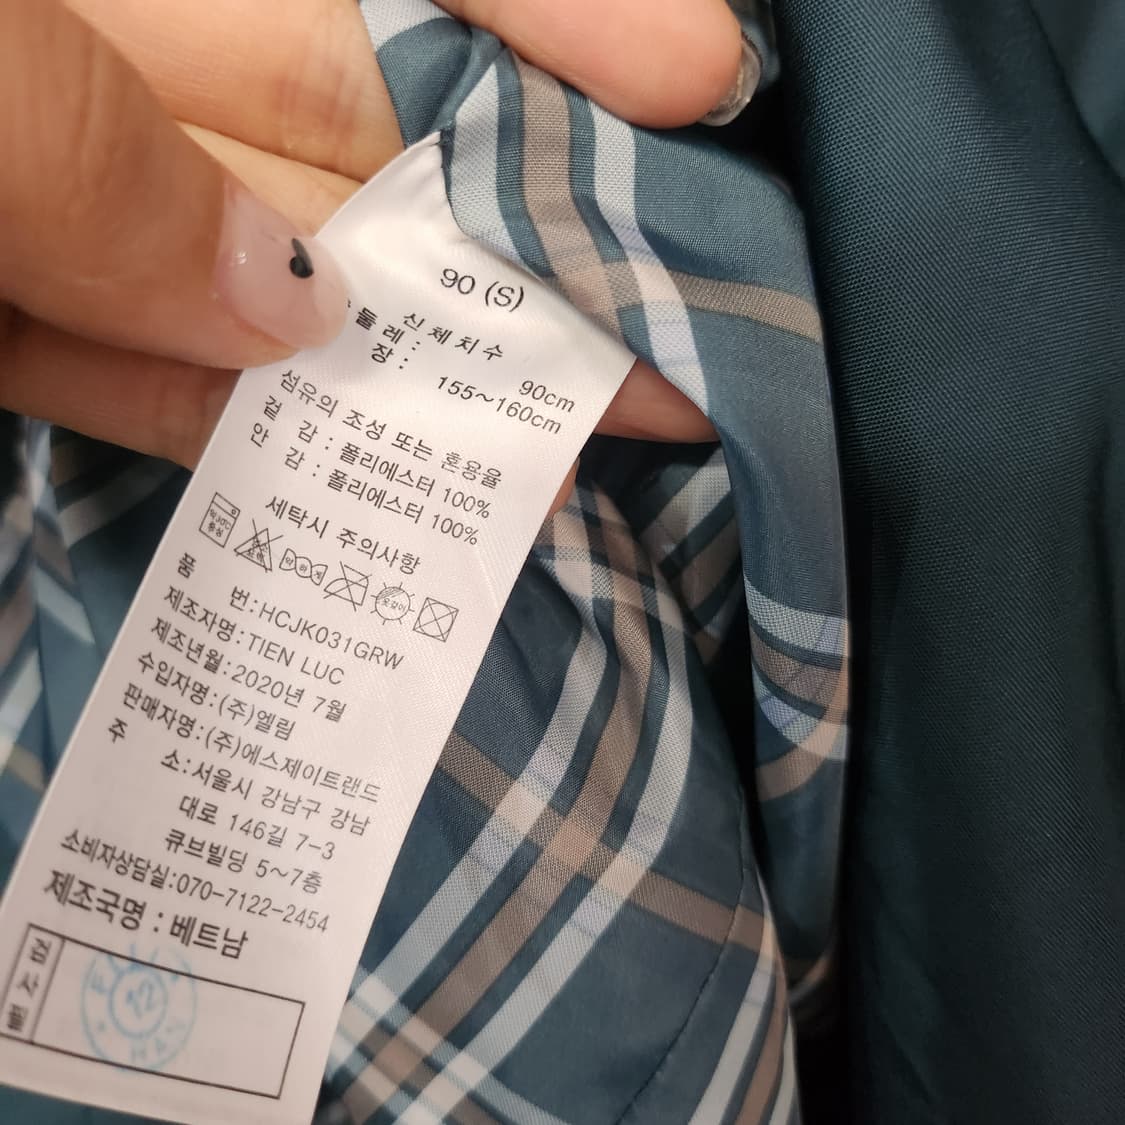 90 (S)
신체치수
둘레: 90cm
장: 155~160cm
섬유의 조성 또는 혼용율
겉감: 폴리에스터 100%
안감: 폴리에스터 100%
세탁시 주의사항
품번:HCJK031GRW
제조자명:TIEN LUC
제조년월:2020년 7월
수입자명:(주)엘림
판매자명:(주)에스제이트랜드
주소:서울시 강남구 강남
대로 146길 7-3
큐브빌딩 5~7층
소비자상담실:070-7122-2454
제조국명 : 베트남
검사필